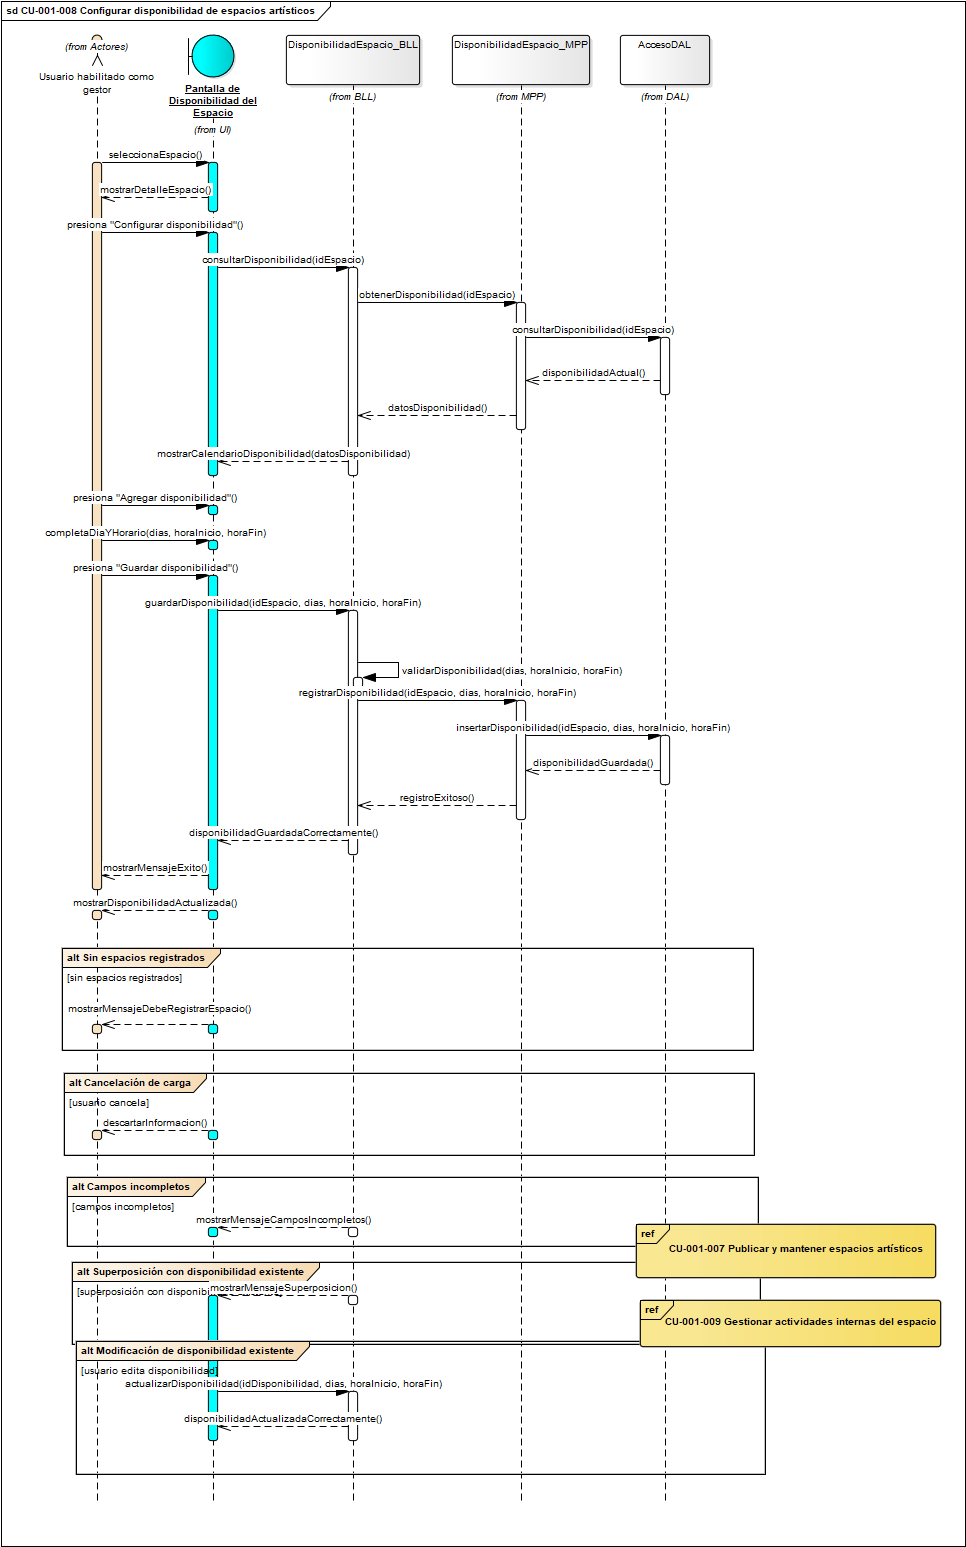 sd CU-001-008 Configurar disponibilidad de espacios artísticos
(from Actores)
Usuario habilitado como
gestor
Pantalla de
Disponibilidad del
Espacio
(from UI)
DisponibilidadEspacio_BLL
(from BLL)
DisponibilidadEspacio_MPP
(from MPP)
AccesoDAL
(from DAL)
seleccionaEspacio()
mostrarDetalleEspacio()
presiona "Configurar disponibilidad"()
consultarDisponibilidad(idEspacio)
obtenerDisponibilidad(idEspacio)
consultarDisponibilidad(idEspacio)
disponibilidadActual()
datosDisponibilidad()
mostrarCalendarioDisponibilidad(datosDisponibilidad)
presiona "Agregar disponibilidad"()
completaDiaYHorario(dias, horaInicio, horaFin)
presiona "Guardar disponibilidad"()
guardarDisponibilidad(idEspacio, dias, horaInicio, horaFin)
validarDisponibilidad(dias, horaInicio, horaFin)
registrarDisponibilidad(idEspacio, dias, horaInicio, horaFin)
insertarDisponibilidad(idEspacio, dias, horaInicio, horaFin)
disponibilidadGuardada()
registroExitoso()
disponibilidadGuardadaCorrectamente()
mostrarMensajeExito()
mostrarDisponibilidadActualizada()
alt Sin espacios registrados
[sin espacios registrados]
mostrarMensajeDebeRegistrarEspacio()
alt Cancelación de carga
[usuario cancela]
descartarInformacion()
alt Campos incompletos
[campos incompletos]
mostrarMensajeCamposIncompletos()
ref
CU-001-007 Publicar y mantener espacios artísticos
alt Superposición con disponibilidad existente
mostrarMensajeSuperposicion()
[superposición con
ref
CU-001-009 Gestionar actividades internas del espacio
alt Modificación de disponibilidad existente
[usuario edita disponibilidad]
actualizarDisponibilidad(idDisponibilidad, dias, horaInicio, horaFin)
disponibilidadActualizadaCorrectamente()